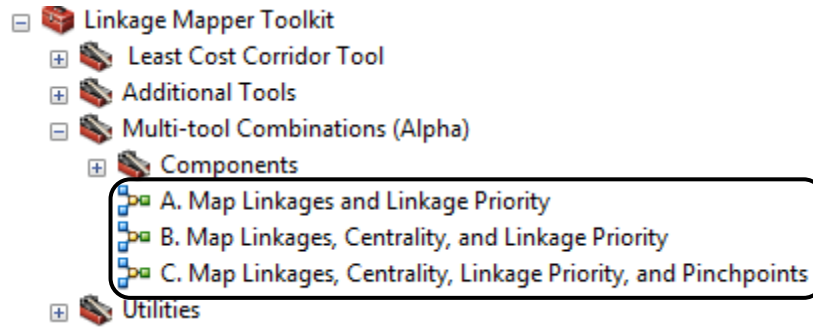 Linkage Mapper Toolkit
Least Cost Corridor Tool
Additional Tools
Multi-tool Combinations (Alpha)
Components
A. Map Linkages and Linkage Priority
B. Map Linkages, Centrality, and Linkage Priority
C. Map Linkages, Centrality, Linkage Priority, and Pinchpoints
Utilities